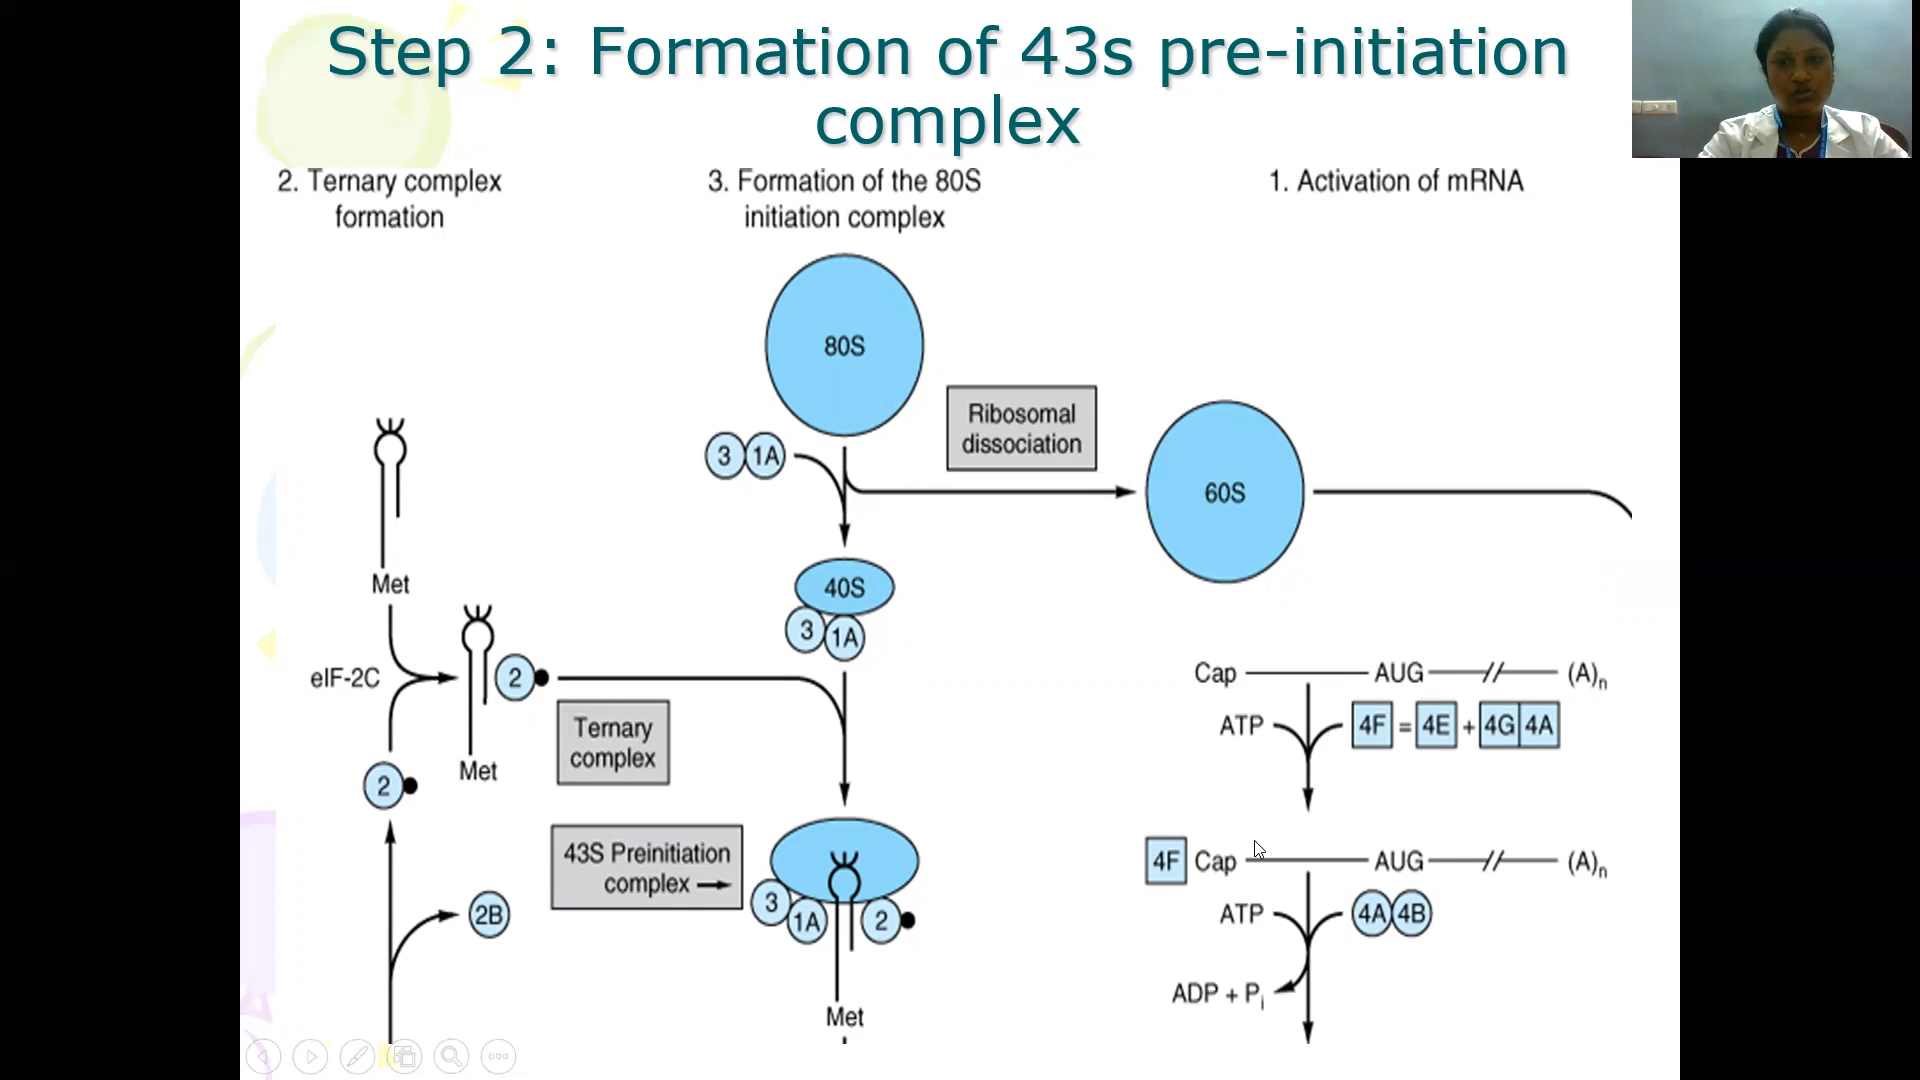 Step 2: Formation of 43s pre-initiation
complex
2. Ternary complex
formation
3. Formation of the 80S
initiation complex
1. Activation of mRNA
80S
Ribosomal
dissociation
3 1A
60S
40S
3 1A
Met
eIF-2C
2
Ternary
complex
Met
2
43S Preinitiation
complex
3
1A
2
2B
Met
Cap AUG (A)n
ATP 4F = 4E + 4G 4A
4F Cap AUG (A)n
ATP 4A 4B
ADP + Pi